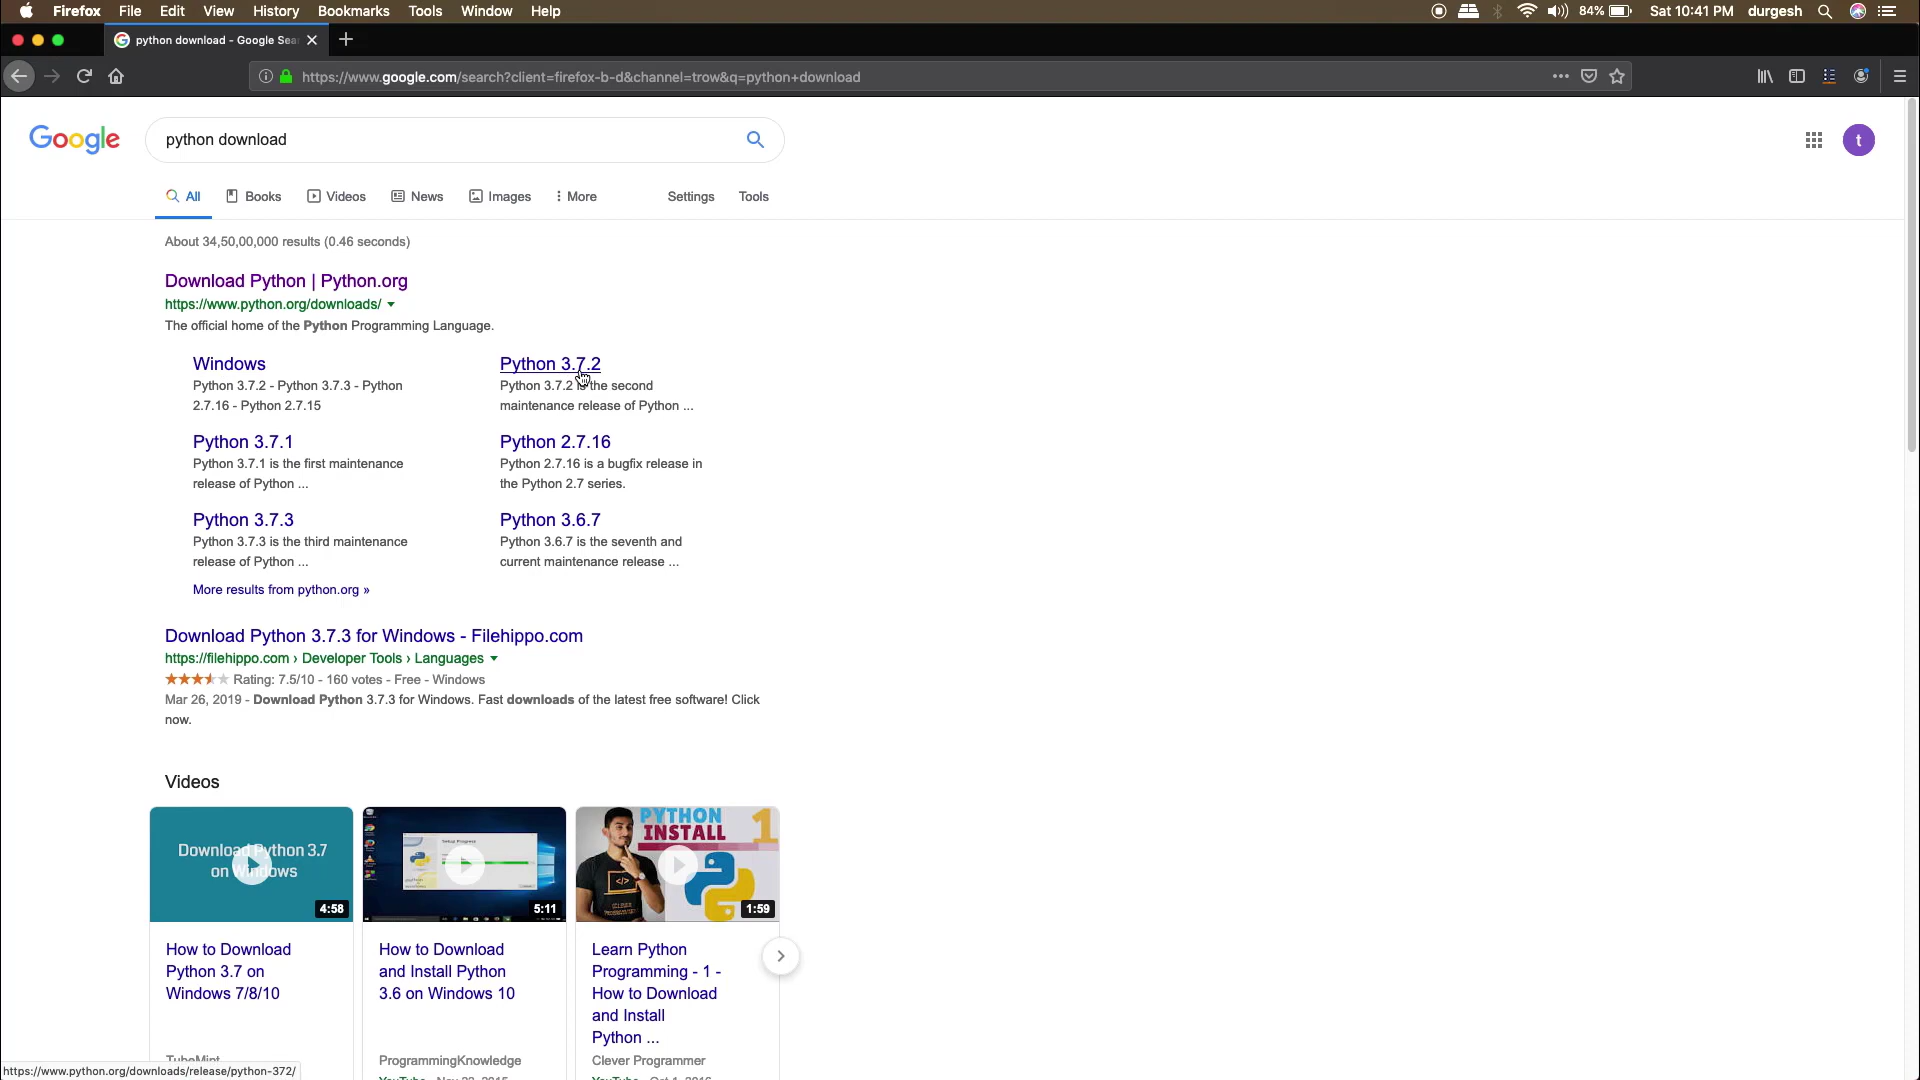 Firefox File Edit View History Bookmarks Tools Window Help
84% Sat 10:41 PM durgesh
python download - Google Sea
https://www.google.com/search?client=firefox-b-d&channel=trow&q=python+download
Google
python download
t
All Books Videos News Images More Settings Tools
About 34,50,00,000 results (0.46 seconds)
Download Python | Python.org
https://www.python.org/downloads/
The official home of the Python Programming Language.
Windows
Python 3.7.2 - Python 3.7.3 - Python
2.7.16 - Python 2.7.15
Python 3.7.2
Python 3.7.2 is the second
maintenance release of Python ...
Python 3.7.1
Python 3.7.1 is the first maintenance
release of Python ...
Python 2.7.16
Python 2.7.16 is a bugfix release in
the Python 2.7 series.
Python 3.7.3
Python 3.7.3 is the third maintenance
release of Python ...
Python 3.6.7
Python 3.6.7 is the seventh and
current maintenance release ...
More results from python.org »
Download Python 3.7.3 for Windows - Filehippo.com
https://filehippo.com › Developer Tools › Languages
Rating: 7.5/10 - 160 votes - Free - Windows
Mar 26, 2019 - Download Python 3.7.3 for Windows. Fast downloads of the latest free software! Click
now.
Videos
Download Python 3.7
on Windows
4:58
Setup Progress
5:11
PYTHON
INSTALL 1
1:59
How to Download
Python 3.7 on
Windows 7/8/10
TubeMint
How to Download
and Install Python
3.6 on Windows 10
ProgrammingKnowledge
Learn Python
Programming - 1 -
How to Download
and Install
Python ...
Clever Programmer
https://www.python.org/downloads/release/python-372/